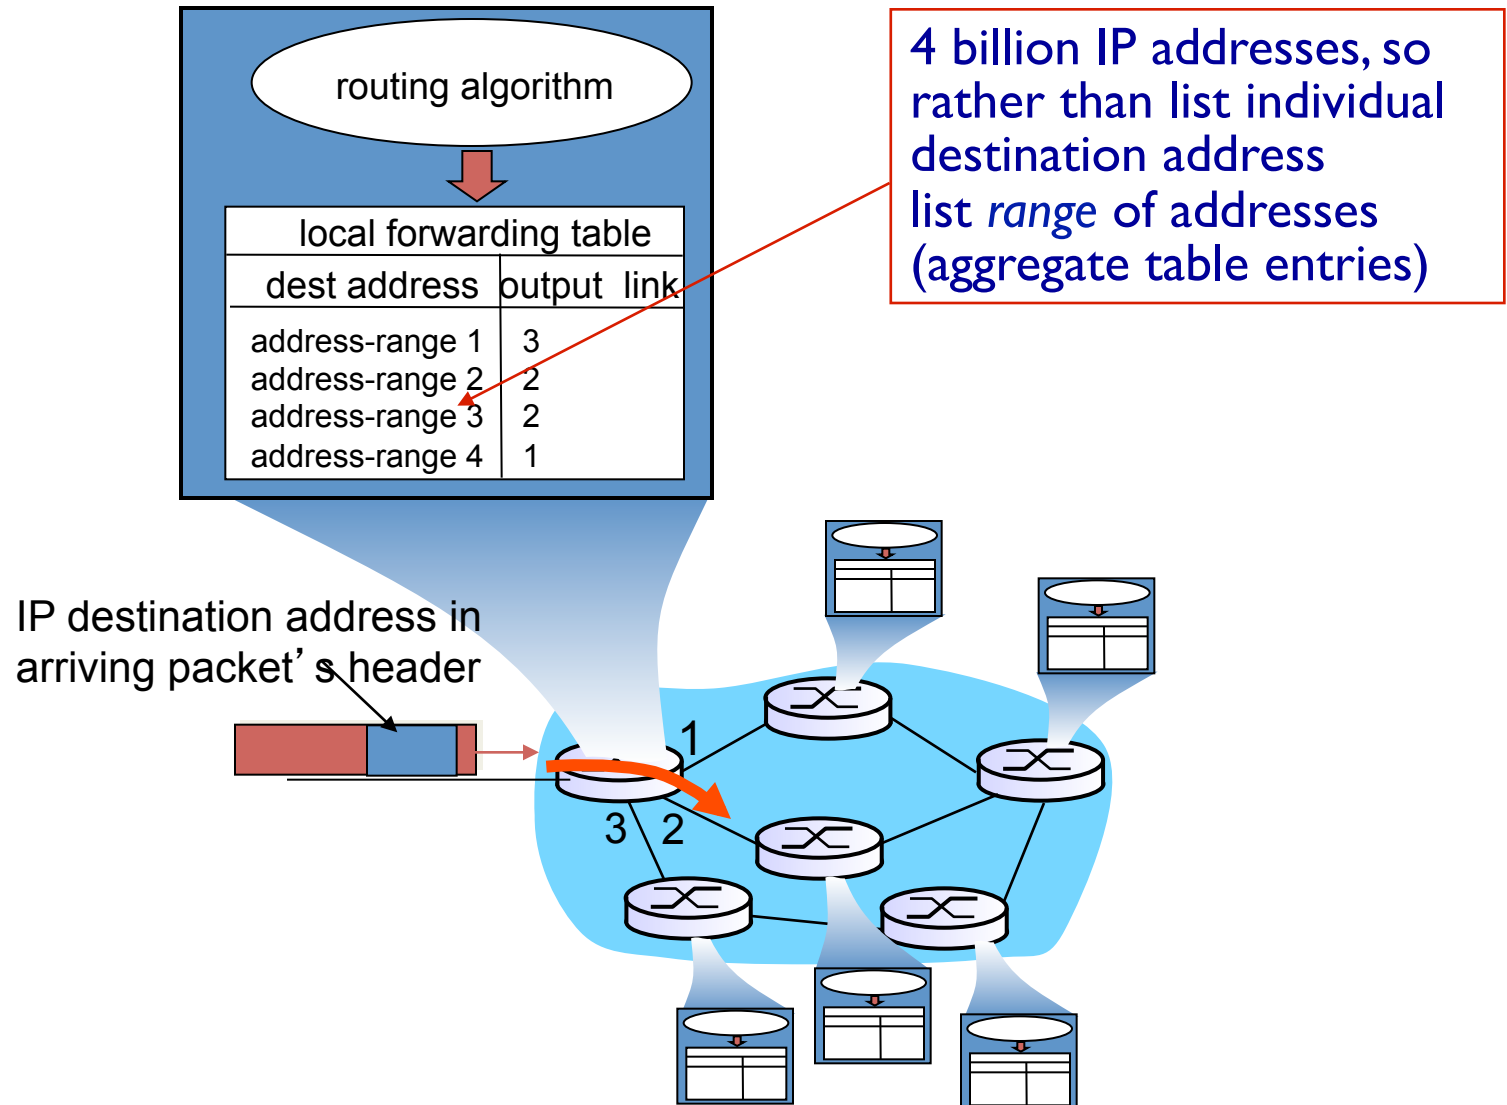 routing algorithm
local forwarding table
dest address output link
address-range 1 3
address-range 2 2
address-range 3 2
address-range 4 1
4 billion IP addresses, so
rather than list individual
destination address
list range of addresses
(aggregate table entries)
IP destination address in
arriving packet’s header
1
3 2